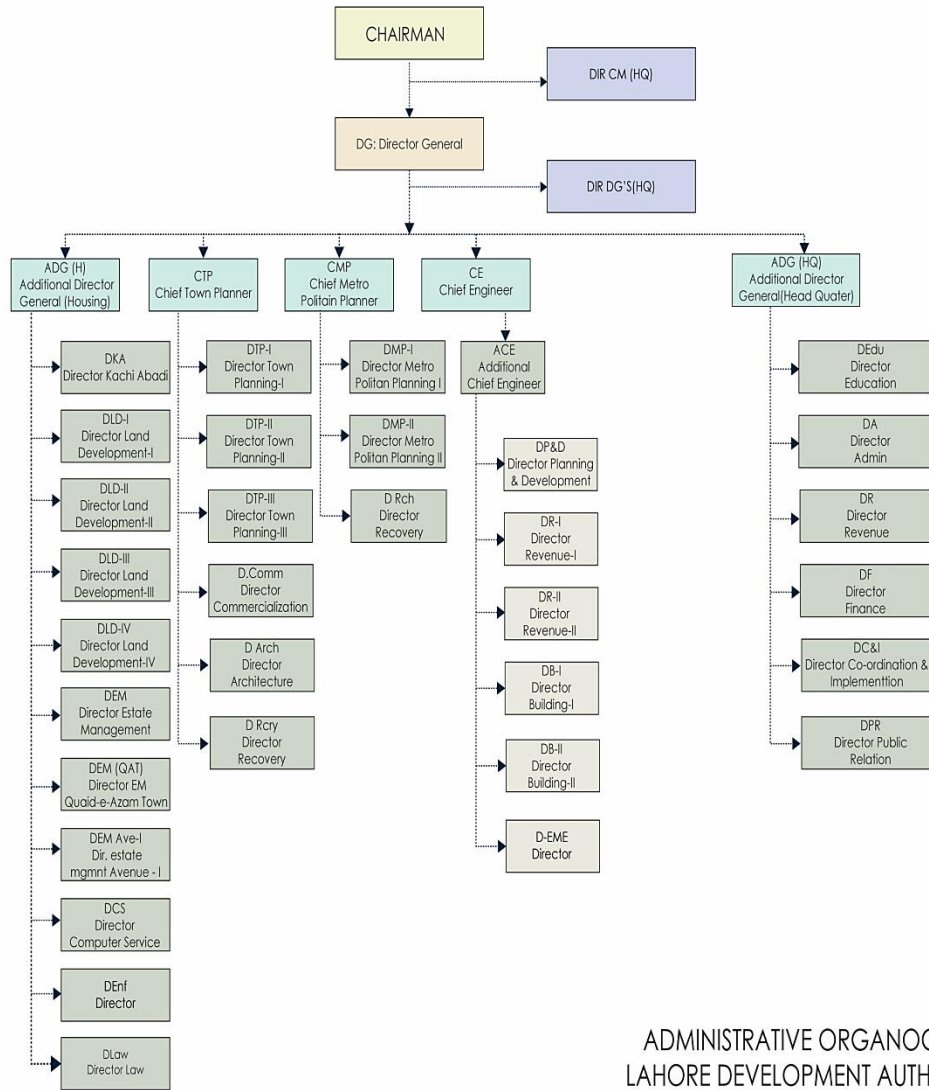 CHAIRMAN
DIR CM (HQ)
DG: Director General
DIR DG'S(HQ)
ADG (H)
Additional Director
General (Housing)
DKA
Director Kachi Abadi
DLD-I
Director Land
Development-I
DLD-II
Director Land
Development-II
DLD-III
Director Land
Development-III
DLD-IV
Director Land
Development-IV
DEM
Director Estate
Management
DEM (QAT)
Director EM
Quaid-e-Azam Town
DEM Ave-I
Dir. estate
mgmnt Avenue - I
DCS
Director
Computer Service
DEnf
Director
DLaw
Director Law
CTP
Chief Town Planner
DTP-I
Director Town
Planning-I
DTP-II
Director Town
Planning-II
DTP-III
Director Town
Planning-III
D.Comm
Director
Commercialization
D Arch
Director
Architecture
D Rcry
Director
Recovery
CMP
Chief Metro
Politain Planner
DMP-I
Director Metro
Politan Planning I
DMP-II
Director Metro
Politan Planning II
D Rch
Director
Recovery
CE
Chief Engineer
ACE
Additional
Chief Engineer
DP&D
Director Planning
& Development
DR-I
Director
Revenue-I
DR-II
Director
Revenue-II
DB-I
Director
Building-I
DB-II
Director
Building-II
D-EME
Director
ADG (HQ)
Additional Director
General(Head Quater)
DEdu
Director
Education
DA
Director
Admin
DR
Director
Revenue
DF
Director
Finance
DC&I
Director Co-ordination &
Implementtion
DPR
Director Public
Relation
ADMINISTRATIVE ORGANOG
LAHORE DEVELOPMENT AUTH